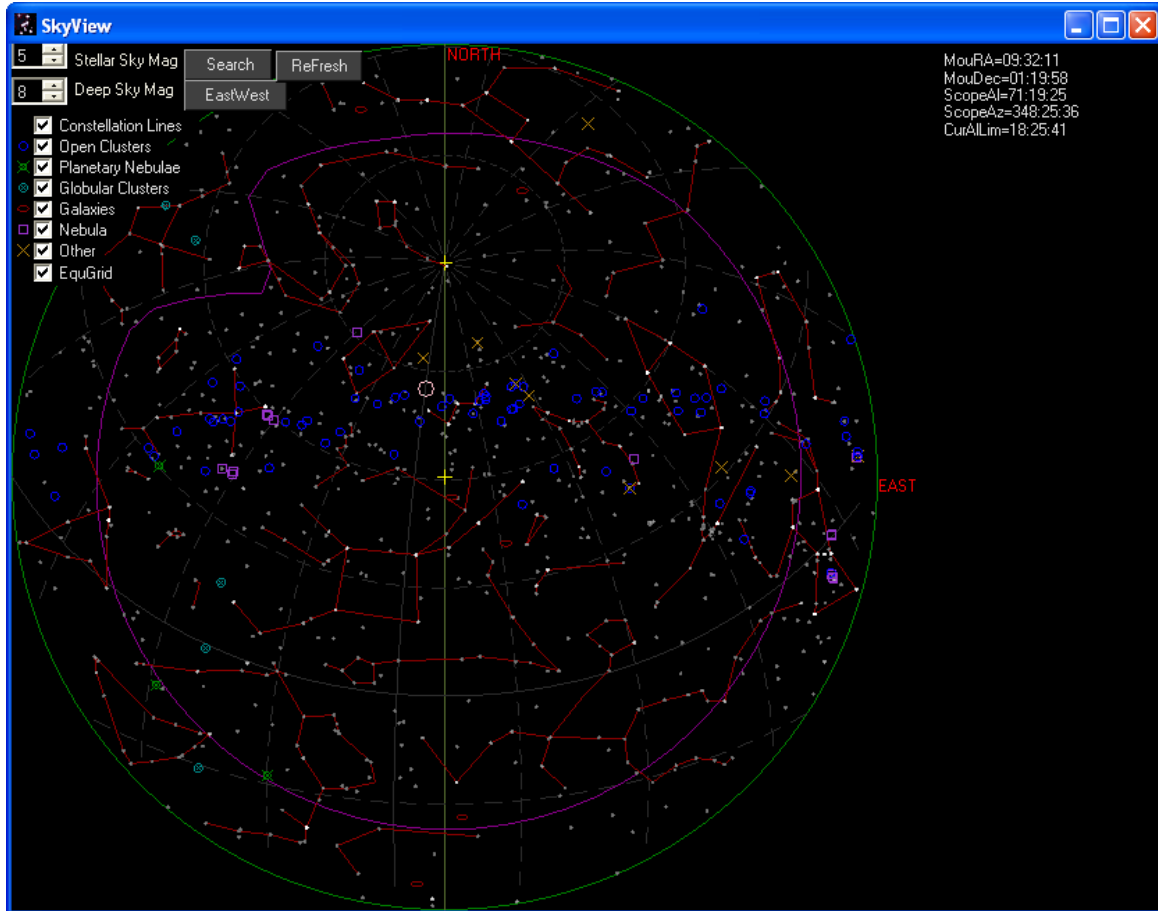 SkyView
5 Stellar Sky Mag Search ReFresh
8 Deep Sky Mag EastWest
Constellation Lines
Open Clusters
Planetary Nebulae
Globular Clusters
Galaxies
Nebula
Other
EquGrid
NORTH
EAST
MouRA=09:32:11
MouDec=01:19:58
ScopeAl=71:19:25
ScopeAz=348:25:36
CurAlLim=18:25:41